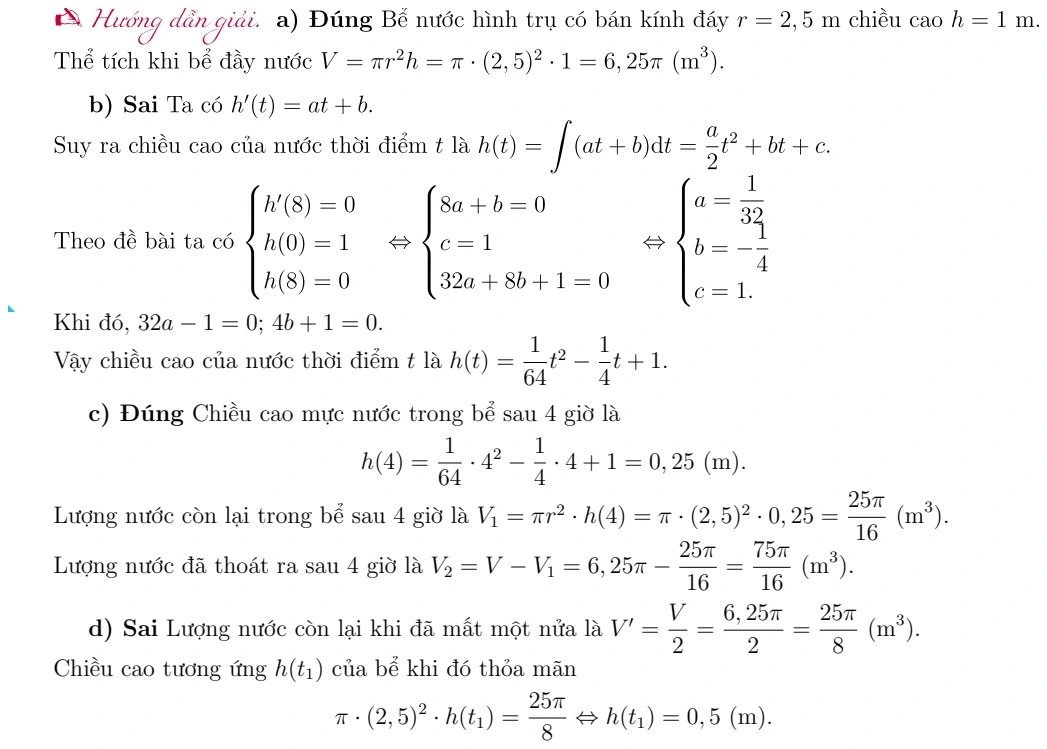 Hướng dẫn giải. a) Đúng Bể nước hình trụ có bán kính đáy r = 2, 5 m chiều cao h = 1 m.
Thể tích khi bể đầy nước V = πr²h = π · (2, 5)² · 1 = 6, 25π (m³).
b) Sai Ta có h′(t) = at + b.
Suy ra chiều cao của nước thời điểm t là h(t) = ∫ (at + b)dt = a/2 t² + bt + c.
Theo đề bài ta có { h′(8) = 0; h(0) = 1; h(8) = 0 ⇔ { 8a + b = 0; c = 1; 32a + 8b + 1 = 0 ⇔ { a = 1/32; b = −1/4; c = 1.
Khi đó, 32a − 1 = 0; 4b + 1 = 0.
Vậy chiều cao của nước thời điểm t là h(t) = 1/64 t² − 1/4 t + 1.
c) Đúng Chiều cao mực nước trong bể sau 4 giờ là
h(4) = 1/64 · 4² − 1/4 · 4 + 1 = 0, 25 (m).
Lượng nước còn lại trong bể sau 4 giờ là V₁ = πr² · h(4) = π · (2, 5)² · 0, 25 = 25π/16 (m³).
Lượng nước đã thoát ra sau 4 giờ là V₂ = V − V₁ = 6, 25π − 25π/16 = 75π/16 (m³).
d) Sai Lượng nước còn lại khi đã mất một nửa là V′ = V/2 = 6, 25π/2 = 25π/8 (m³).
Chiều cao tương ứng h(t₁) của bể khi đó thỏa mãn
π · (2, 5)² · h(t₁) = 25π/8 ⇔ h(t₁) = 0, 5 (m).